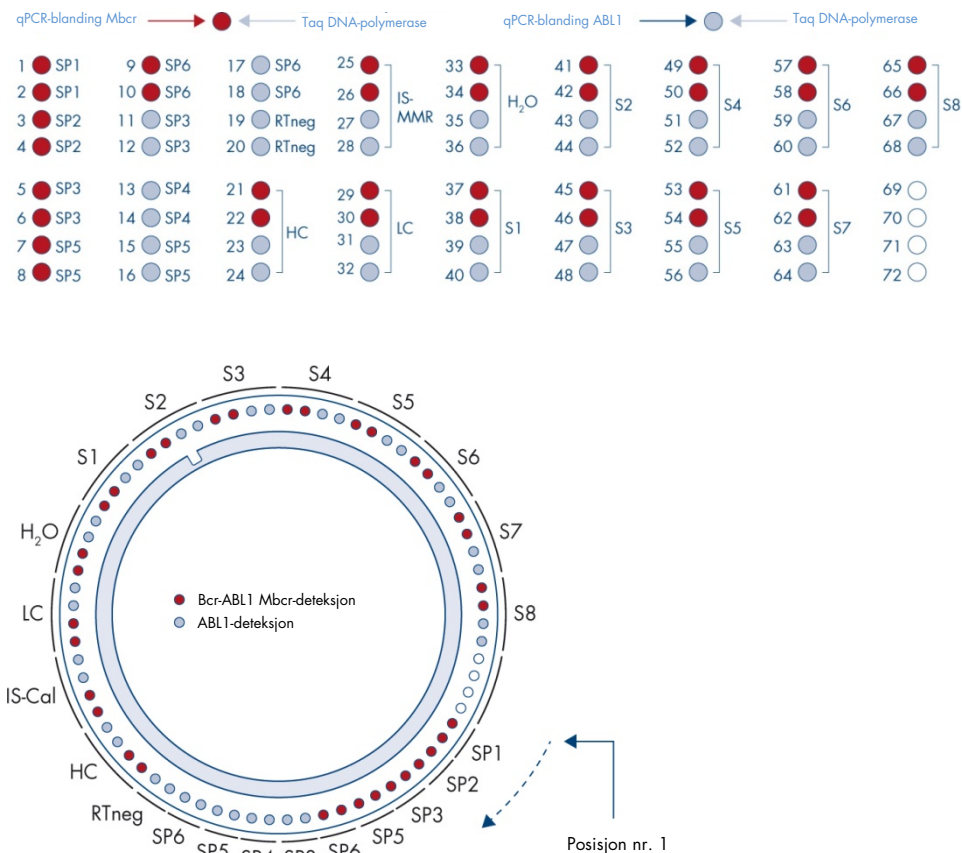 qPCR-blanding Mbcr Taq DNA-polymerase qPCR-blanding ABL1 Taq DNA-polymerase
1 SP1 9 SP6 17 SP6 25 33 41 49 57 65
2 SP1 10 SP6 18 SP6 26 34 42 50 58 66
IS-MMR H2O S2 S4 S6 S8
3 SP2 11 SP3 19 RTneg 27 35 43 51 59 67
4 SP2 12 SP3 20 RTneg 28 36 44 52 60 68
5 SP3 13 SP4 21 29 37 45 53 61 69
6 SP3 14 SP4 22 30 38 46 54 62 70
HC LC S1 S3 S5 S7
7 SP5 15 SP5 23 31 39 47 55 63 71
8 SP5 16 SP5 24 32 40 48 56 64 72
S3 S4
S2 S5
S1 S6
H2O S7
Bcr-ABL1 Mbcr-deteksjon
LC S8
ABL1-deteksjon
IS-Cal
SP1
HC SP2
RTneg SP3
SP6 SP5
SP5 SP6
Posisjon nr. 1